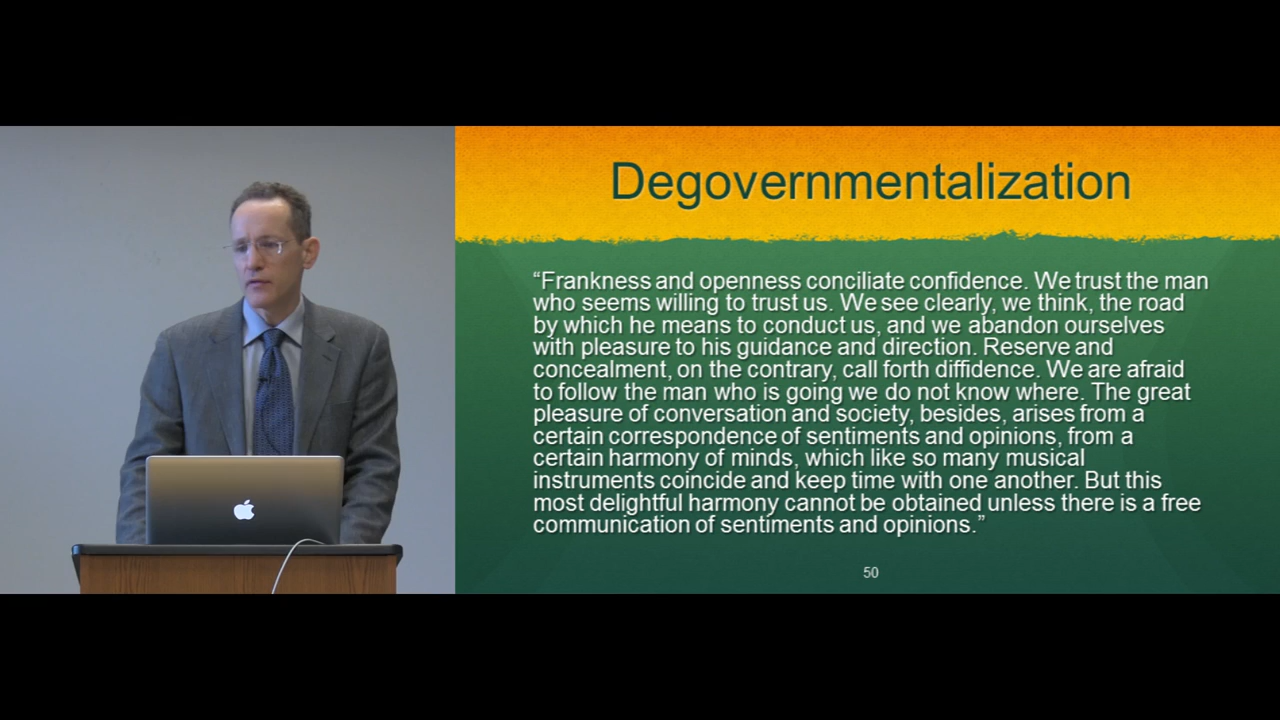 Degovernmentalization
“Frankness and openness conciliate confidence. We trust the man
who seems willing to trust us. We see clearly, we think, the road
by which he means to conduct us, and we abandon ourselves
with pleasure to his guidance and direction. Reserve and
concealment, on the contrary, call forth diffidence. We are afraid
to follow the man who is going we do not know where. The great
pleasure of conversation and society, besides, arises from a
certain correspondence of sentiments and opinions, from a
certain harmony of minds, which like so many musical
instruments coincide and keep time with one another. But this
most delightful harmony cannot be obtained unless there is a free
communication of sentiments and opinions.”
50